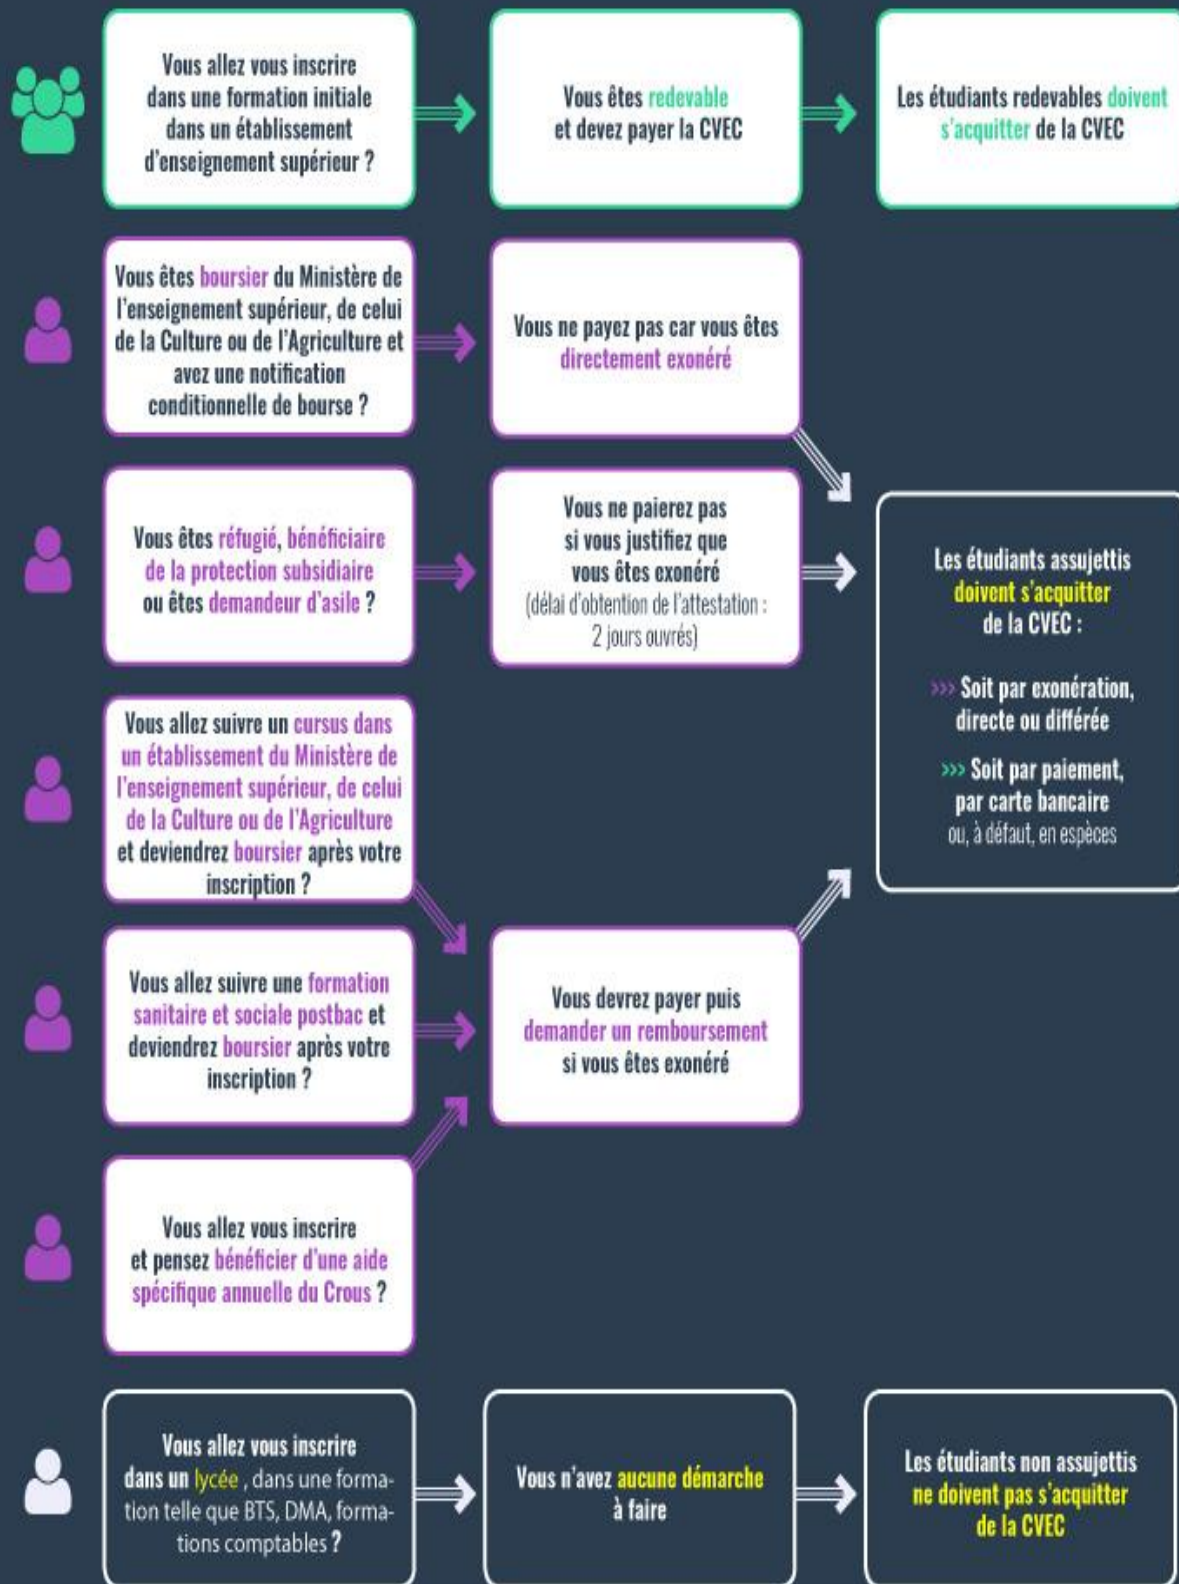 Vous allez vous inscrire
dans une formation initiale
dans un établissement
d'enseignement supérieur ?
Vous êtes redevable
et devez payer la CVEC
Les étudiants redevables doivent
s'acquitter de la CVEC
Vous êtes boursier du Ministère de
l'enseignement supérieur, de celui
de la Culture ou de l'Agriculture et
avez une notification
conditionnelle de bourse ?
Vous ne payez pas car vous êtes
directement exonéré
Vous êtes réfugié, bénéficiaire
de la protection subsidiaire
ou êtes demandeur d'asile ?
Vous ne paierez pas
si vous justifiez que
vous êtes exonéré
(délai d'obtention de l'attestation :
2 jours ouvrés)
Les étudiants assujettis
doivent s'acquitter
de la CVEC :
>>> Soit par exonération,
directe ou différée
>>> Soit par paiement,
par carte bancaire
ou, à défaut, en espèces
Vous allez suivre un cursus dans
un établissement du Ministère de
l'enseignement supérieur, de celui
de la Culture ou de l'Agriculture
et deviendrez boursier après votre
inscription ?
Vous allez suivre une formation
sanitaire et sociale postbac et
deviendrez boursier après votre
inscription ?
Vous devrez payer puis
demander un remboursement
si vous êtes exonéré
Vous allez vous inscrire
et pensez bénéficier d'une aide
spécifique annuelle du Crous ?
Vous allez vous inscrire
dans un lycée , dans une forma-
tion telle que BTS, DMA, forma-
tions comptables ?
Vous n'avez aucune démarche
à faire
Les étudiants non assujettis
ne doivent pas s'acquitter
de la CVEC